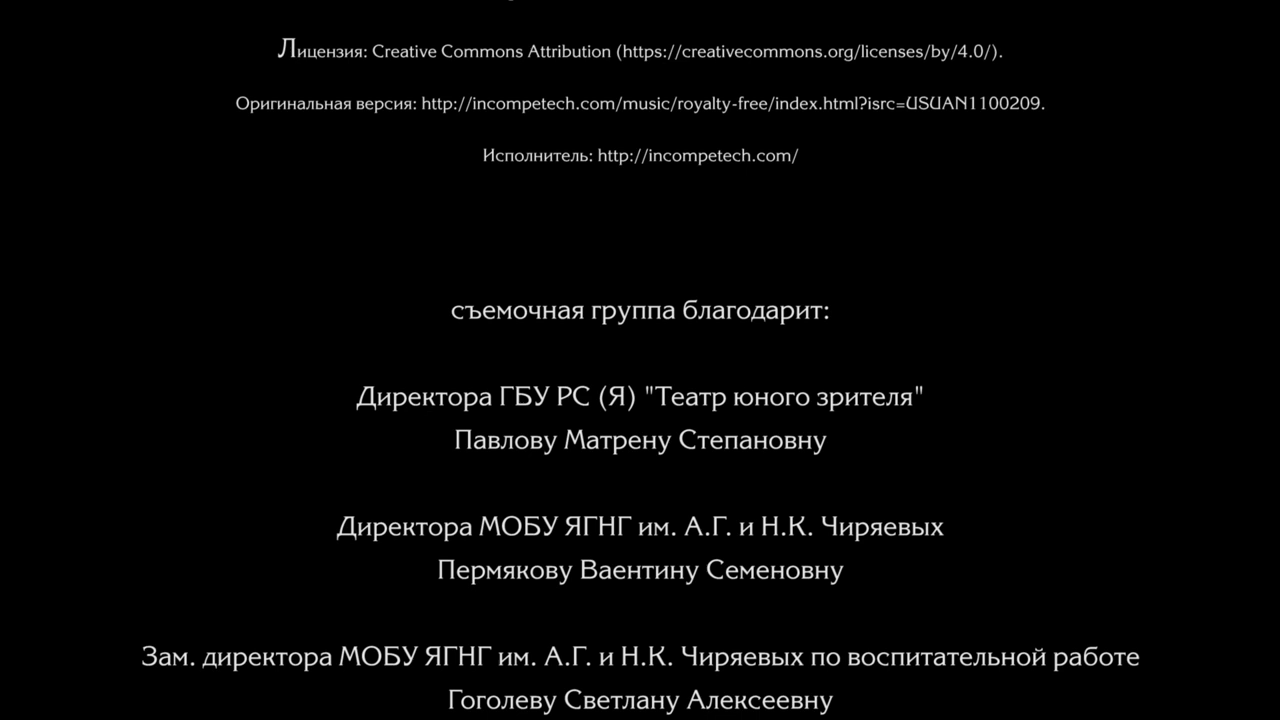 Лицензия: Creative Commons Attribution (https://creativecommons.org/licenses/by/4.0/).
Оригинальная версия: http://incompetech.com/music/royalty-free/index.html?isrc=USUAN1100209.
Исполнитель: http://incompetech.com/
съемочная группа благодарит:
Директора ГБУ РС (Я) "Театр юного зрителя"
Павлову Матрену Степановну
Директора МОБУ ЯГНГ им. А.Г. и Н.К. Чиряевых
Пермякову Ваентину Семеновну
Зам. директора МОБУ ЯГНГ им. А.Г. и Н.К. Чиряевых по воспитательной работе
Гоголеву Светлану Алексеевну